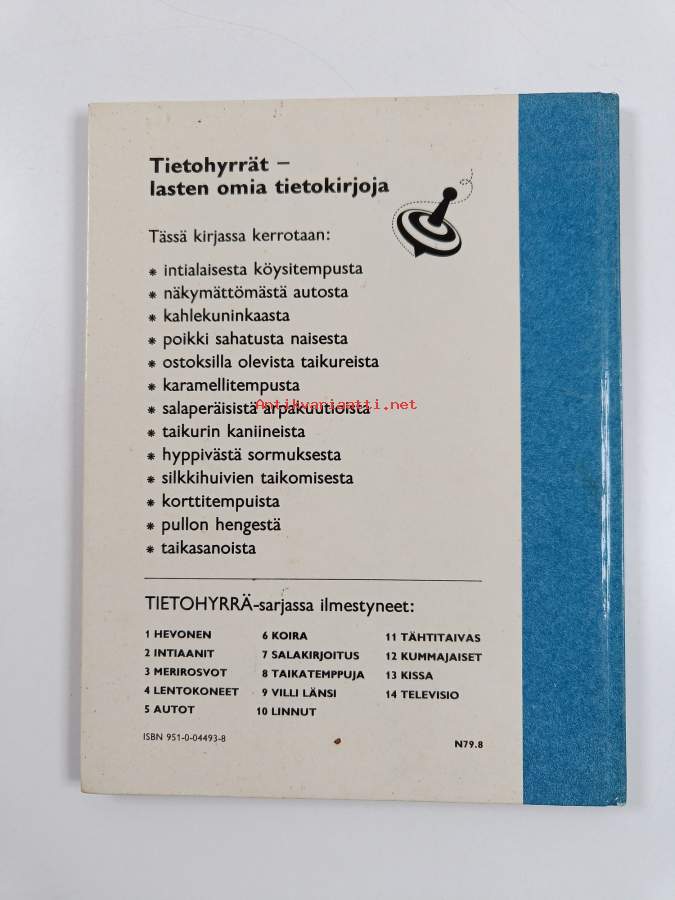 Tietohyrrät –
lasten omia tietokirjoja
Tässä kirjassa kerrotaan:
* intialaisesta köysitempusta
* näkymättömästä autosta
* kahlekuninkaasta
* poikki sahatusta naisesta
* ostoksilla olevista taikureista
* karamellitempusta
* salaperäisistä arpakuutioista
Antikvariaatti.net
* taikurin kaniineista
* hyppivästä sormuksesta
* silkkihuivien taikomisesta
* korttitempuista
* pullon hengestä
* taikasanoista
TIETOHYRRÄ-sarjassa ilmestyneet:
1 HEVONEN
2 INTIAANIT
3 MERIROSVOT
4 LENTOKONEET
5 AUTOT
6 KOIRA
7 SALAKIRJOITUS
8 TAIKATEMPPUJA
9 VILLI LÄNSI
10 LINNUT
11 TÄHTITAIVAS
12 KUMMAJAISET
13 KISSA
14 TELEVISIO
ISBN 951-0-04493-8
N79.8